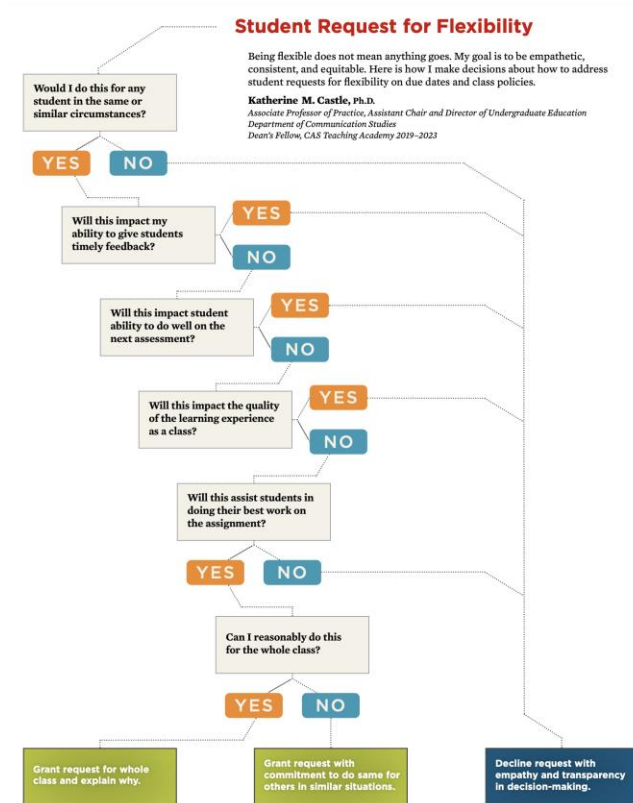 Student Request for Flexibility
Being flexible does not mean anything goes. My goal is to be empathetic,
consistent, and equitable. Here is how I make decisions about how to address
student requests for flexibility on due dates and class policies.
Katherine M. Castle, Ph.D.
Associate Professor of Practice, Assistant Chair and Director of Undergraduate Education
Department of Communication Studies
Dean's Fellow, CAS Teaching Academy 2019–2023
Would I do this for any
student in the same or
similar circumstances?
YES
NO
Will this impact my
ability to give students
timely feedback?
YES
NO
Will this impact student
ability to do well on the
next assessment?
YES
NO
Will this impact the quality
of the learning experience
as a class?
YES
NO
Will this assist students in
doing their best work on
the assignment?
YES
NO
Can I reasonably do this
for the whole class?
YES
NO
Grant request for whole
class and explain why.
Grant request with
commitment to do same for
others in similar situations.
Decline request with
empathy and transparency
in decision-making.